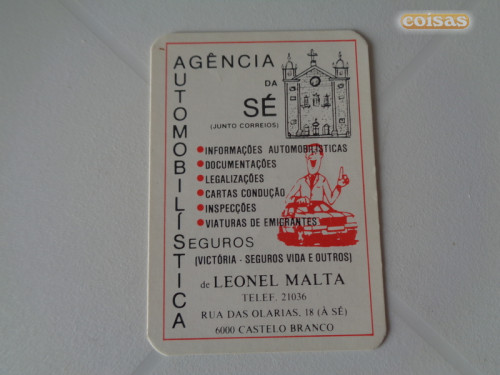 coisas
AUTOMOBILÍSTICA
AGÊNCIA
DA
SÉ
(JUNTO CORREIOS)
INFORMAÇÕES AUTOMOBILÍSTICAS
DOCUMENTAÇÕES
LEGALIZAÇÕES
CARTAS CONDUÇÃO
INSPECÇÕES
VIATURAS DE EMIGRANTES
SEGUROS
(VICTÓRIA - SEGUROS VIDA E OUTROS)
de LEONEL MALTA
TELEF. 21036
RUA DAS OLARIAS, 18 (À SÉ)
6000 CASTELO BRANCO